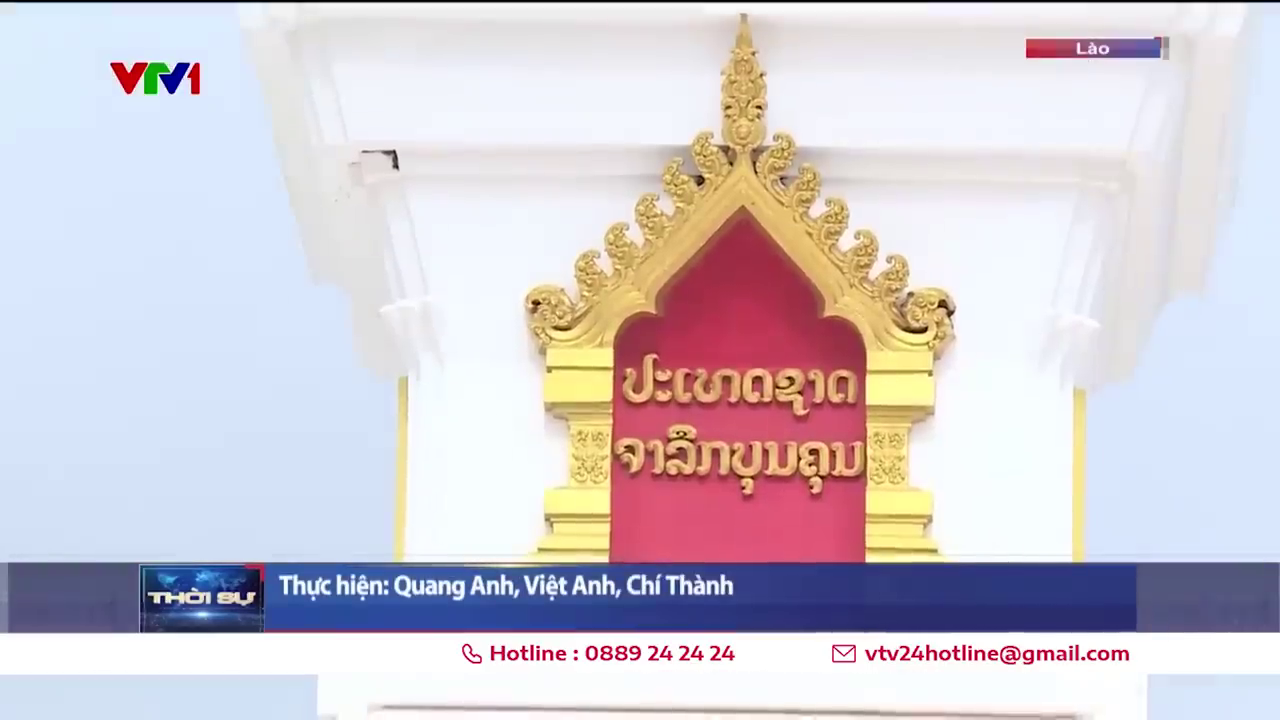 VTV1
Lào
ປະເທດຊາດ
ຈາລຶກບຸນຄຸນ
THỜI SỰ
Thực hiện: Quang Anh, Việt Anh, Chí Thành
Hotline : 0889 24 24 24
vtv24hotline@gmail.com